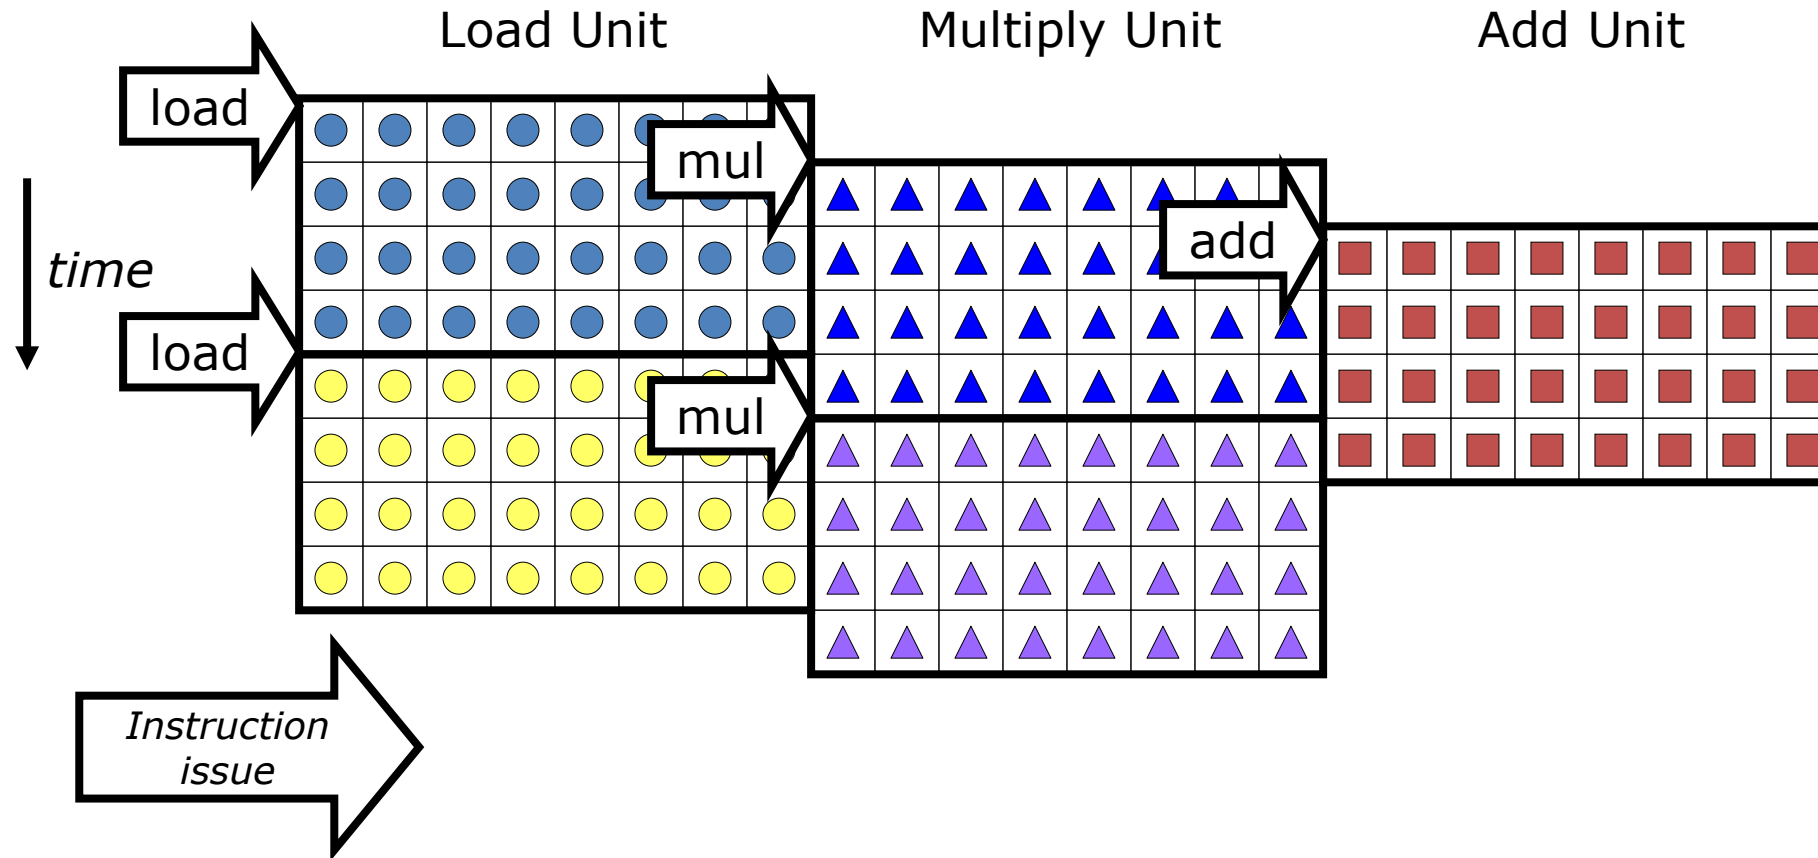 Load Unit
Multiply Unit
Add Unit
load
mul
add
time
load
mul
Instruction
issue